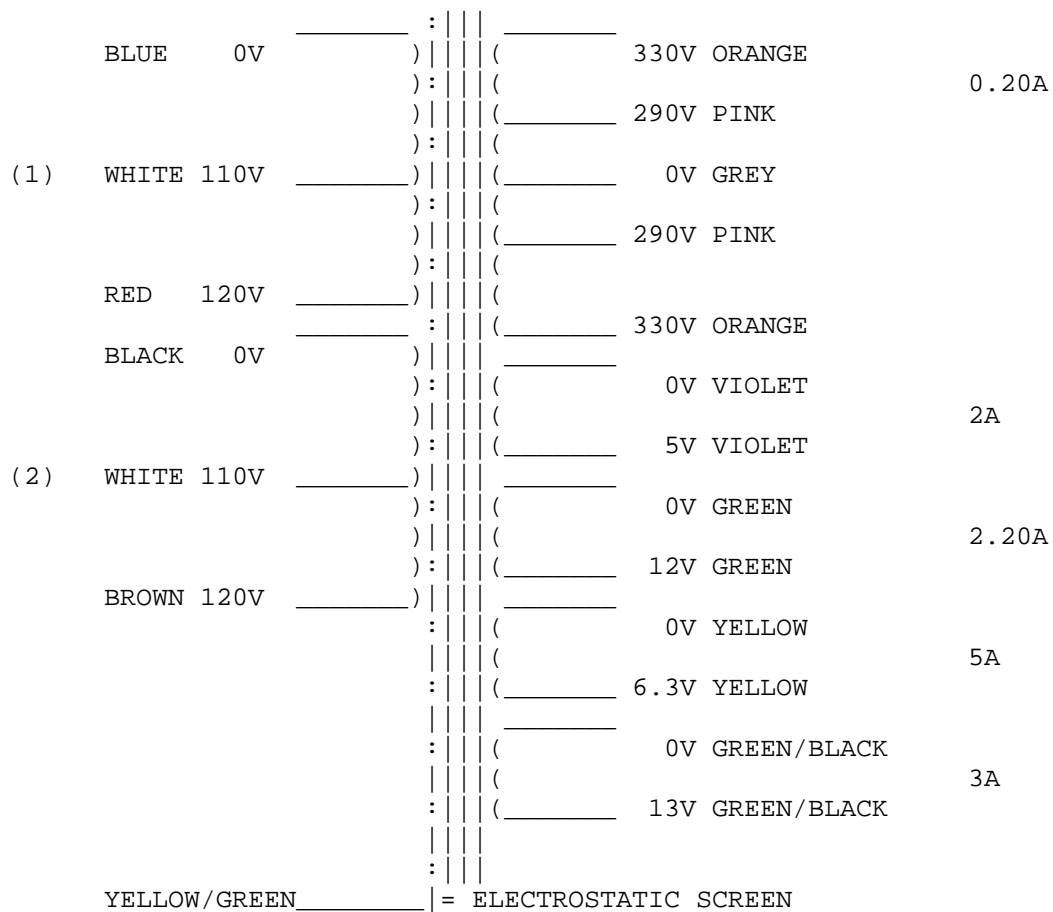 BLUE 0V 330V ORANGE
0.20A
290V PINK
(1) WHITE 110V 0V GREY
290V PINK
RED 120V
330V ORANGE
BLACK 0V
0V VIOLET
2A
5V VIOLET
(2) WHITE 110V
0V GREEN
2.20A
12V GREEN
BROWN 120V
0V YELLOW
5A
6.3V YELLOW
0V GREEN/BLACK
3A
13V GREEN/BLACK
YELLOW/GREEN |= ELECTROSTATIC SCREEN